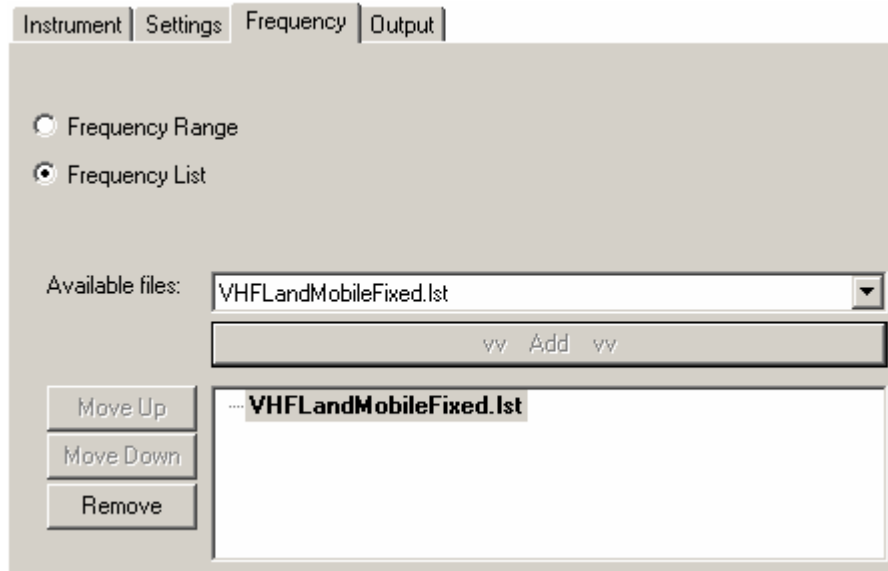 Instrument Settings Frequency Output
Frequency Range
Frequency List
Available files: VHFLandMobileFixed.lst
vv Add vv
Move Up
VHFLandMobileFixed.lst
Move Down
Remove